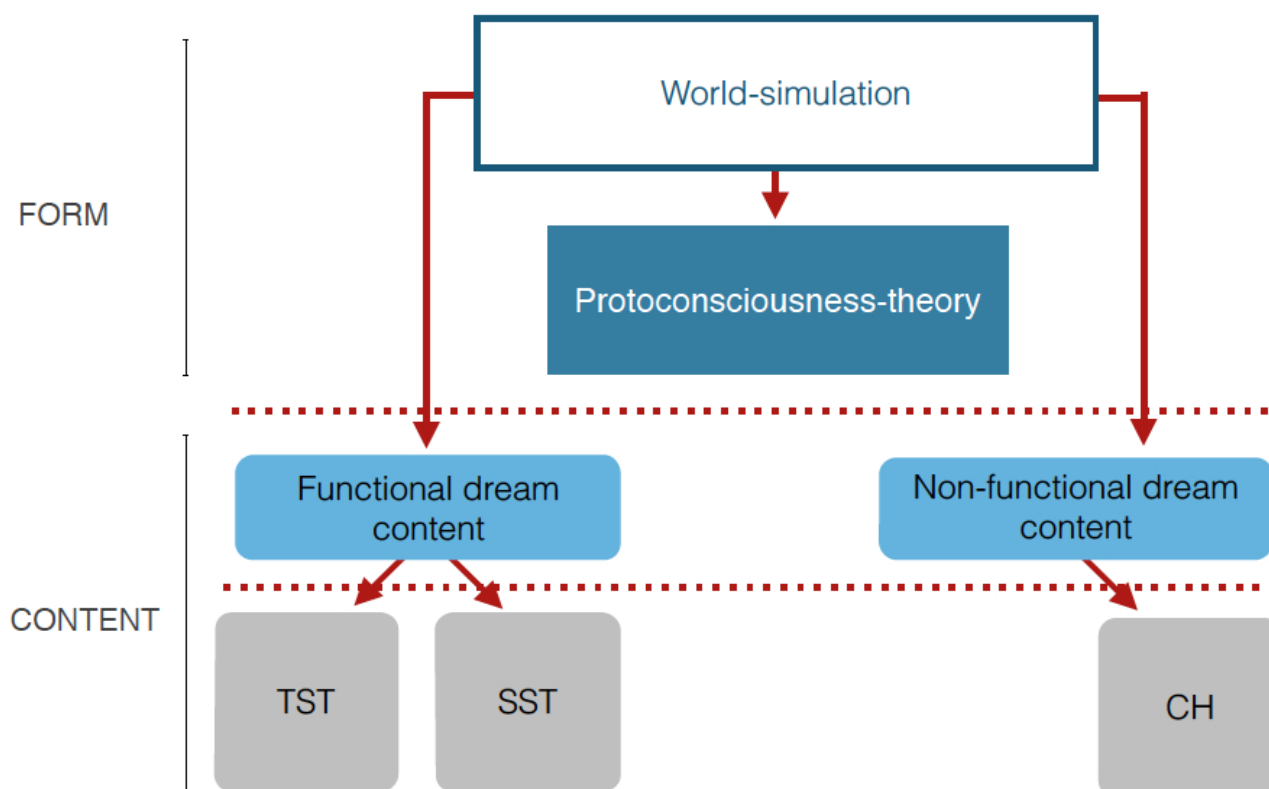 World-simulation
FORM
Protoconsciousness-theory
Functional dream
content
Non-functional dream
content
CONTENT
TST
SST
CH